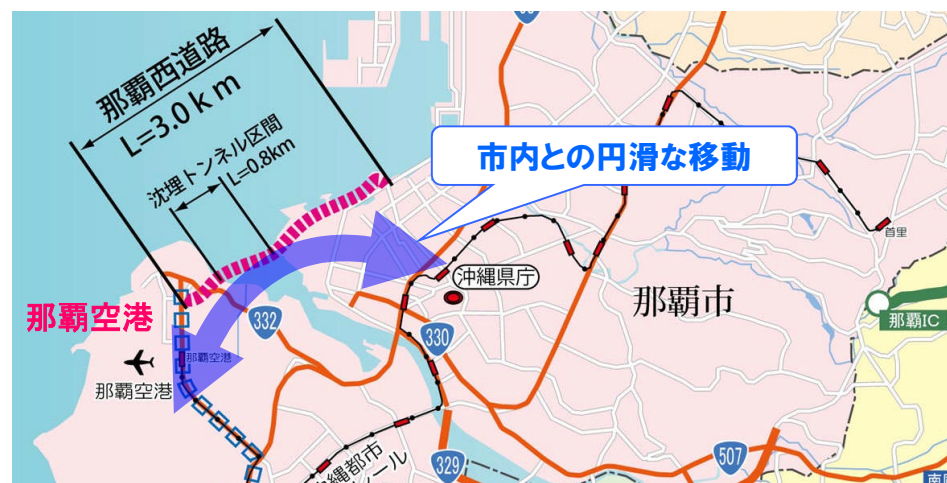 那覇西道路
L=3.0km
沈埋トンネル区間
L=0.8km
市内との円滑な移動
首里
沖縄県庁
那覇市
那覇空港
332
330
那覇IC
那覇空港
那覇空港
329
507